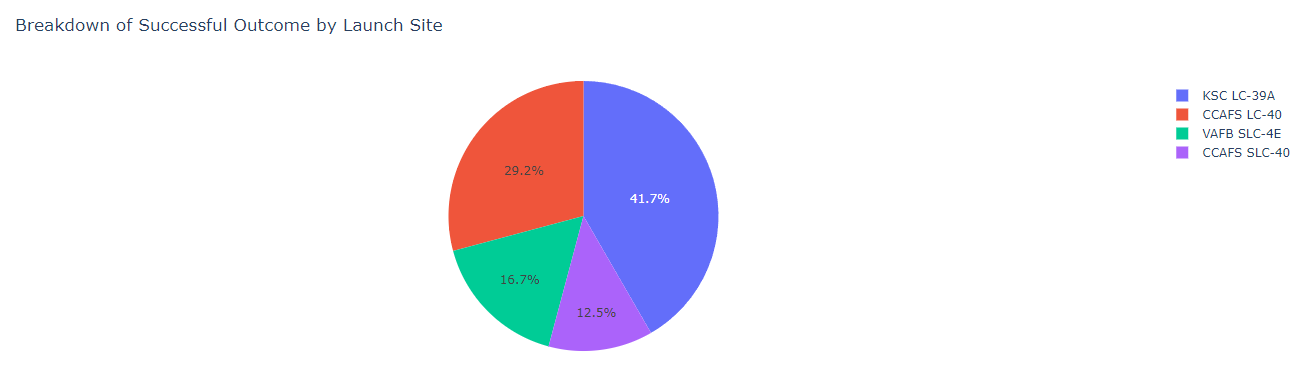 Breakdown of Successful Outcome by Launch Site
KSC LC-39A
CCAFS LC-40
VAFB SLC-4E
CCAFS SLC-40
29.2%
41.7%
16.7%
12.5%